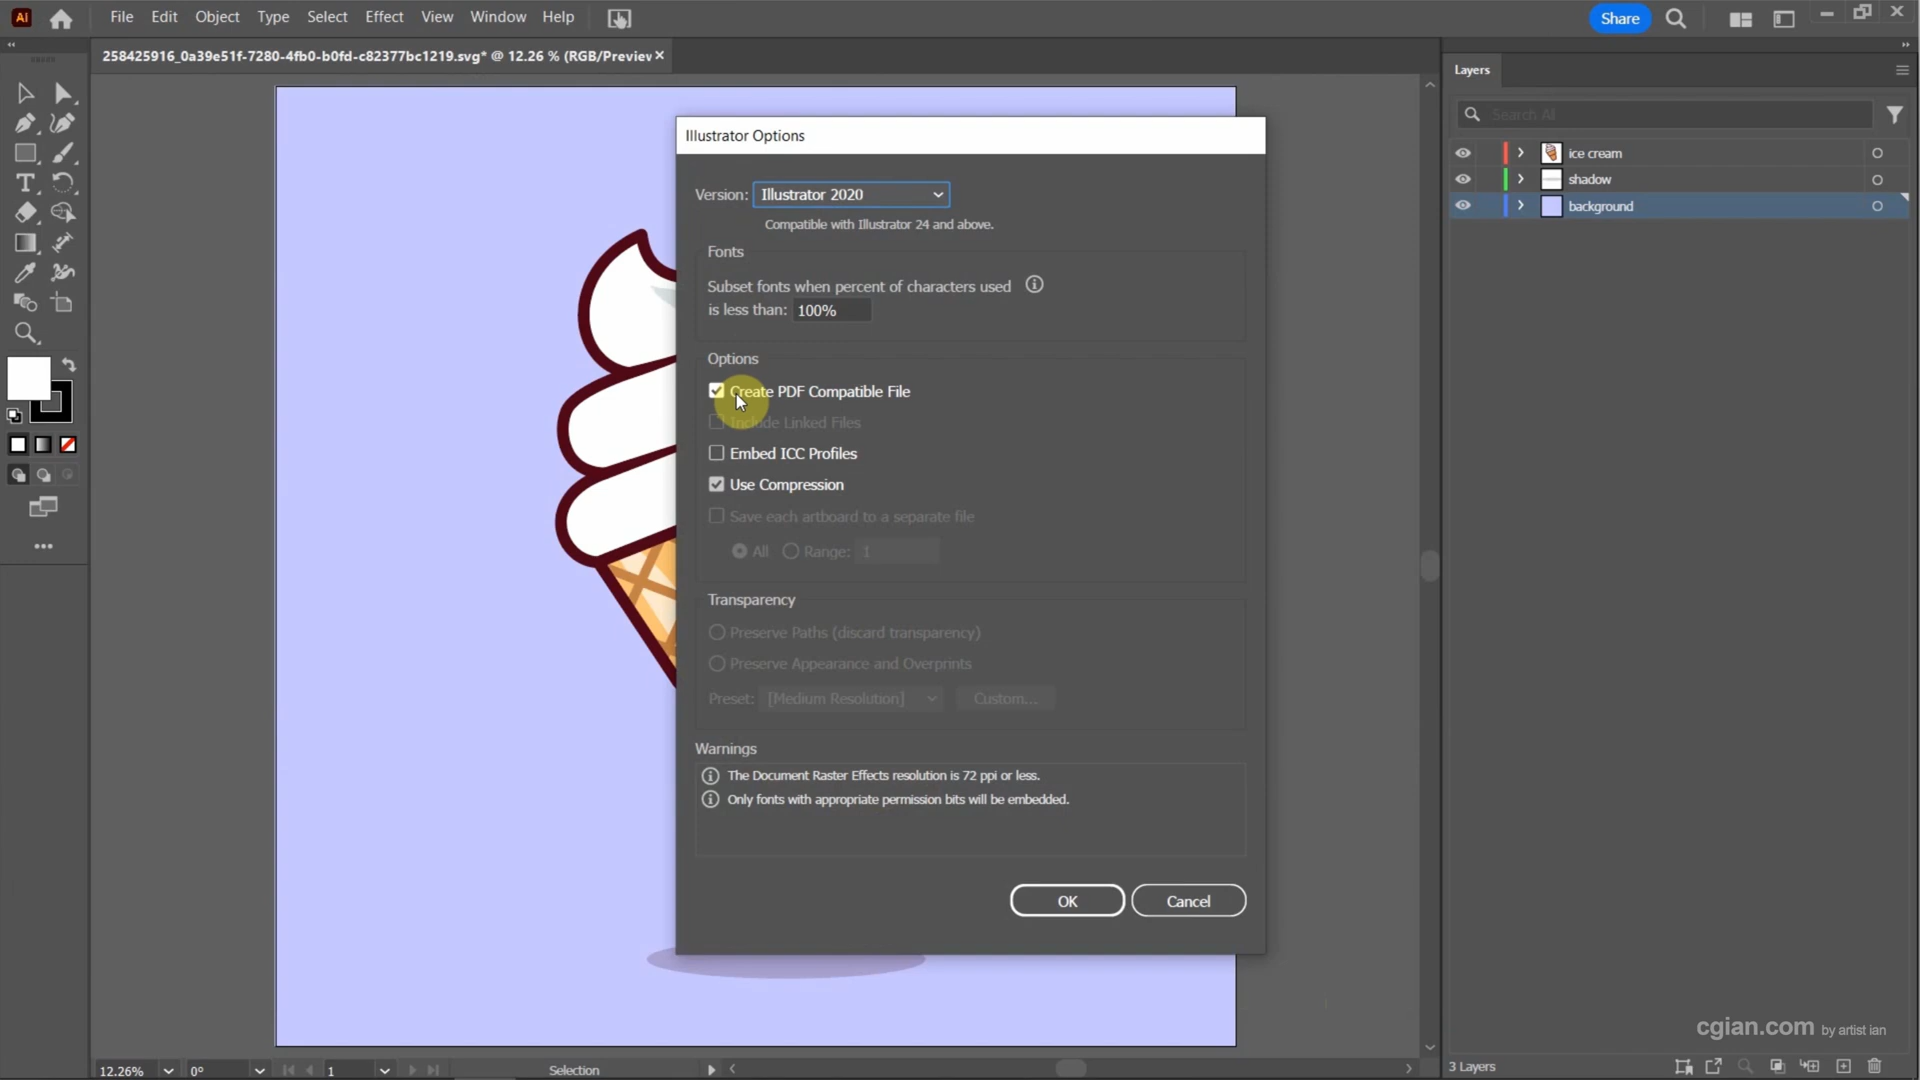 Ai File Edit Object Type Select Effect View Window Help Share
258425916_0a39e51f-7280-4fb0-b0fd-c82377bc1219.svg* @ 12.26 % (RGB/Preview ×
Layers
Search All
ice cream
shadow
background
Illustrator Options
Version: Illustrator 2020
Compatible with Illustrator 24 and above.
Fonts
Subset fonts when percent of characters used
is less than: 100%
Options
Create PDF Compatible File
Include Linked Files
Embed ICC Profiles
Use Compression
Save each artboard to a separate file
All Range: 1
Transparency
Preserve Paths (discard transparency)
Preserve Appearance and Overprints
Preset: [Medium Resolution] Custom...
Warnings
The Document Raster Effects resolution is 72 ppi or less.
Only fonts with appropriate permission bits will be embedded.
OK Cancel
cgian.com by artist ian
12.26% 0° 1 Selection
3 Layers